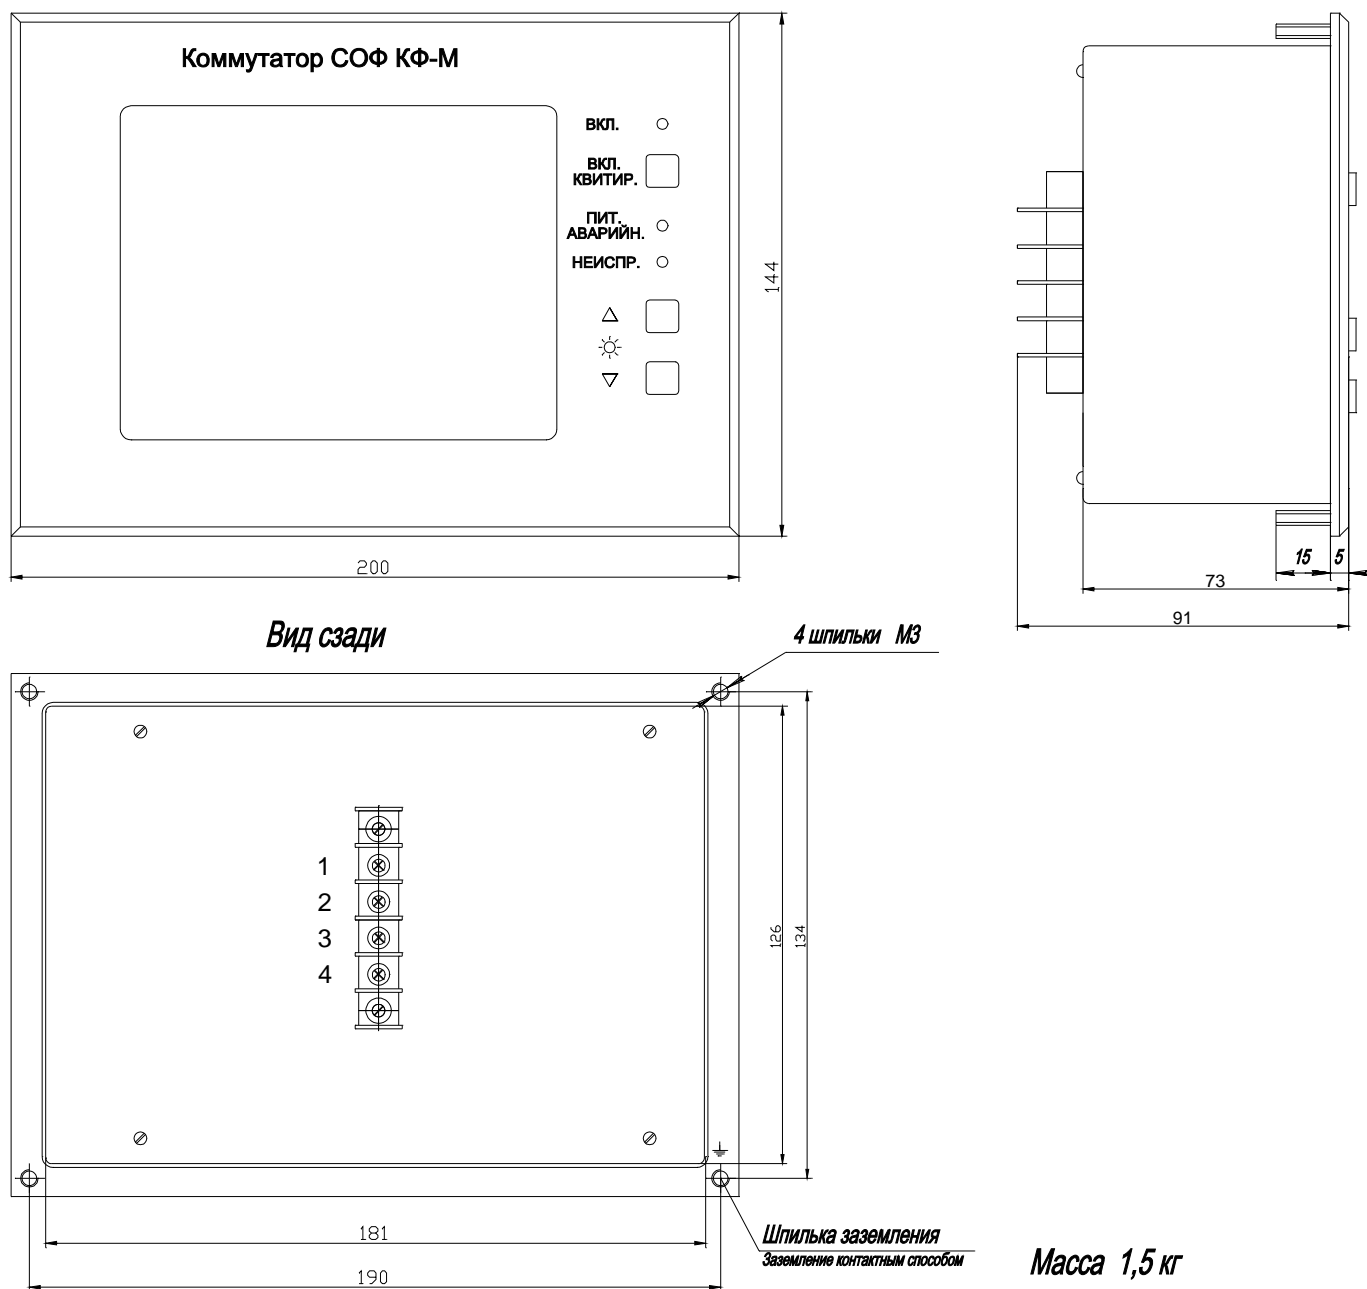 Коммутатор СОФ КФ-М
ВКЛ.
ВКЛ.
КВИТИР.
ПИТ.
АВАРИЙН.
НЕИСПР.
144
200
15 5
73
91
Вид сзади
4 шпильки М3
1
2
3
4
126
134
181
190
Шпилька заземления
Заземление контактным способом
Масса 1,5 кг